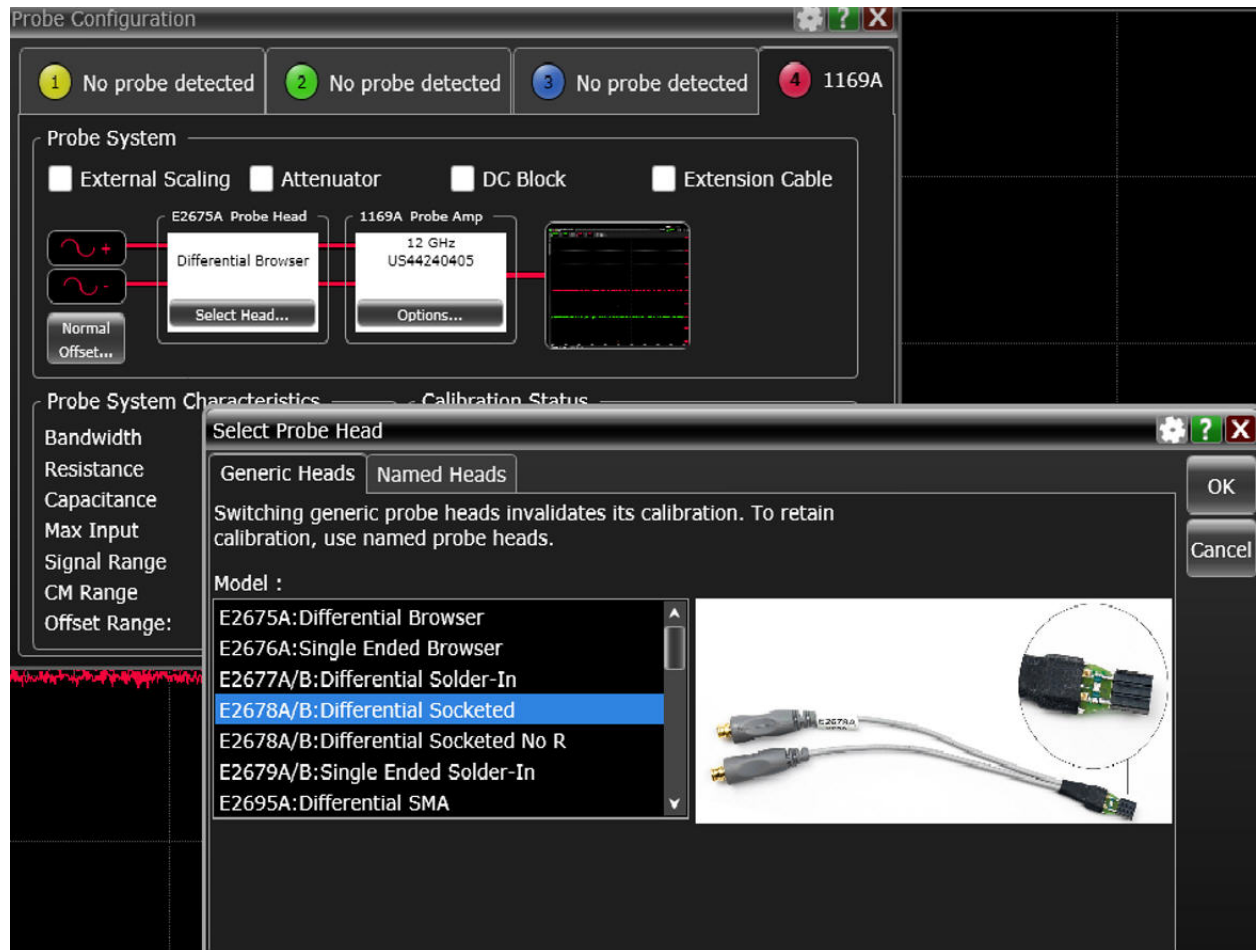 Probe Configuration
?
X
1 No probe detected
2 No probe detected
3 No probe detected
4 1169A
Probe System
External Scaling
Attenuator
DC Block
Extension Cable
E2675A Probe Head
Differential Browser
Select Head...
1169A Probe Amp
12 GHz
US44240405
Options...
+
-
Normal
Offset...
Probe System Characteristics
Calibration Status
Bandwidth
Resistance
Capacitance
Max Input
Signal Range
CM Range
Offset Range:
Select Probe Head
?
X
Generic Heads
Named Heads
Switching generic probe heads invalidates its calibration. To retain
calibration, use named probe heads.
Model :
E2675A:Differential Browser
E2676A:Single Ended Browser
E2677A/B:Differential Solder-In
E2678A/B:Differential Socketed
E2678A/B:Differential Socketed No R
E2679A/B:Single Ended Solder-In
E2695A:Differential SMA
E2678A
OK
Cancel